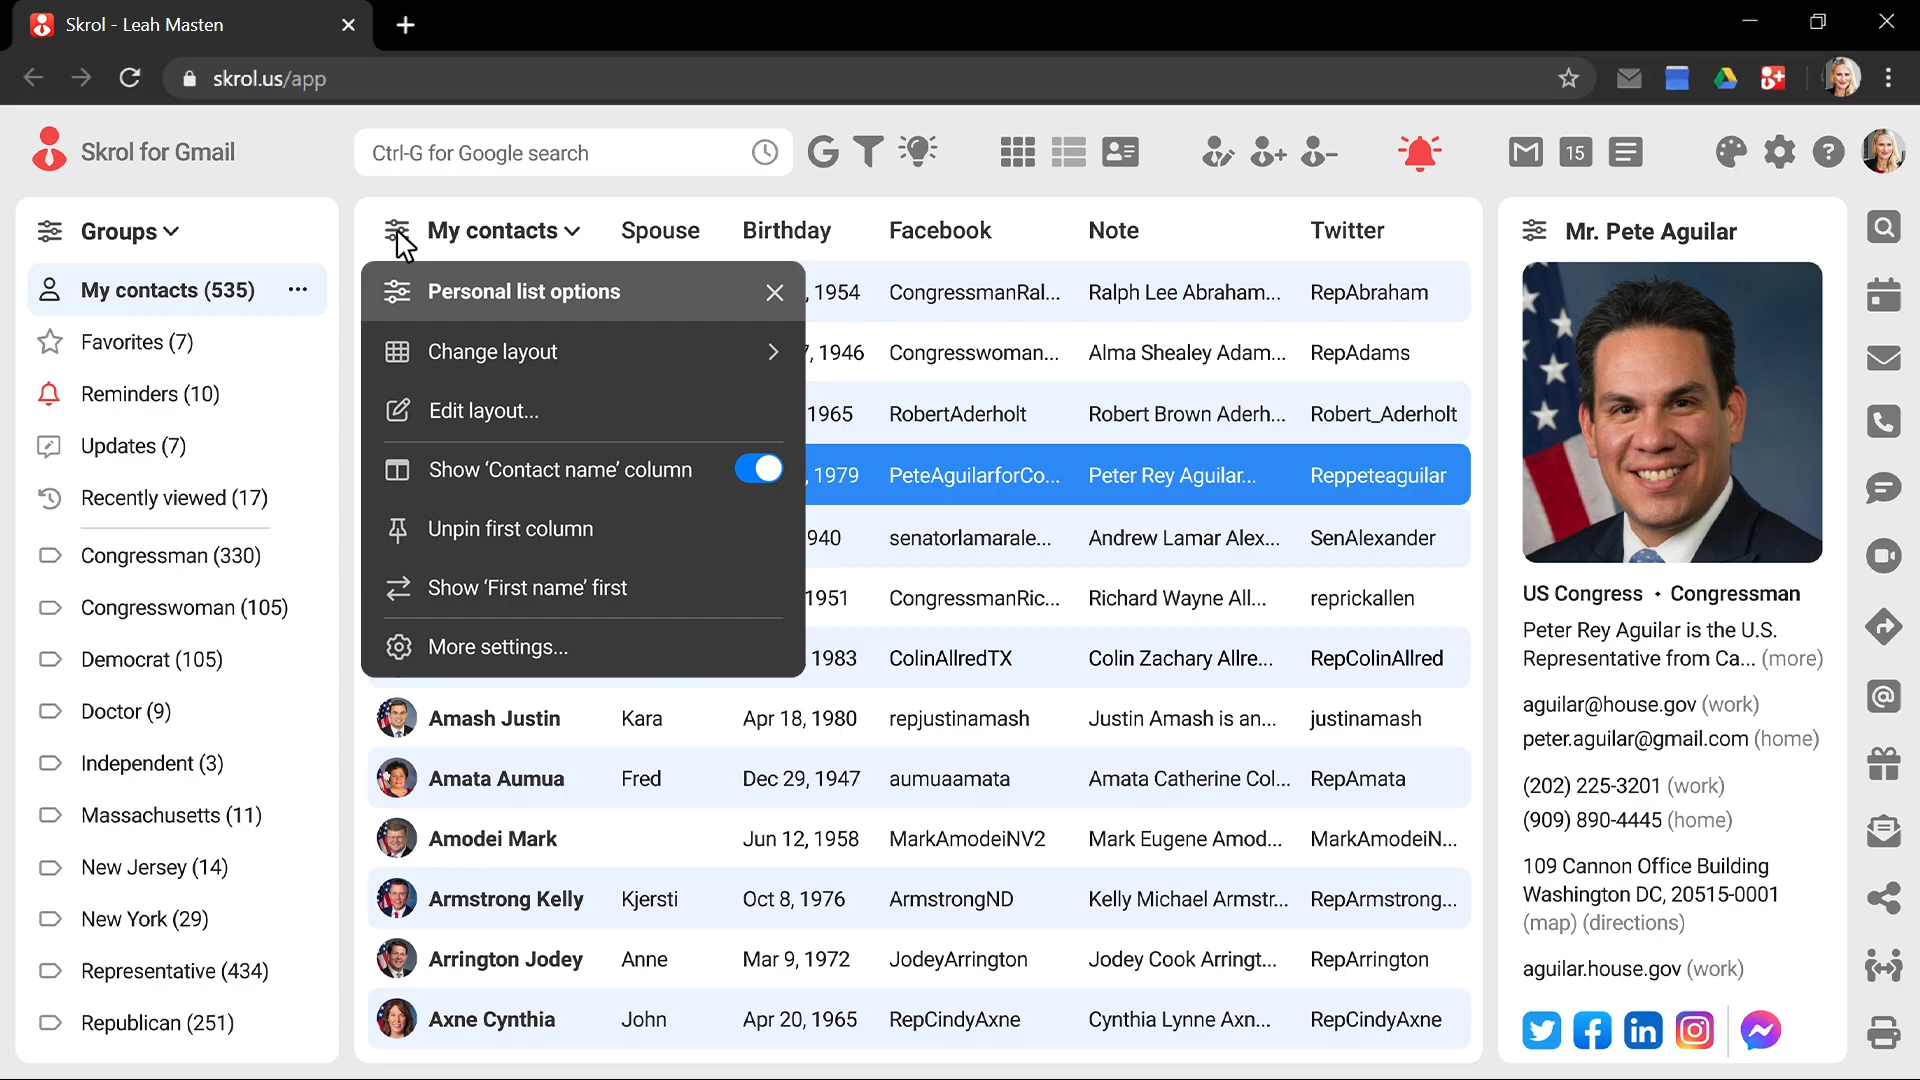 Skrol - Leah Masten
skrol.us/app
Skrol for Gmail
Ctrl-G for Google search
15
Groups
My contacts (535)
Favorites (7)
Reminders (10)
Updates (7)
Recently viewed (17)
Congressman (330)
Congresswoman (105)
Democrat (105)
Doctor (9)
Independent (3)
Massachusetts (11)
New Jersey (14)
New York (29)
Representative (434)
Republican (251)
My contacts Spouse Birthday Facebook Note Twitter
Personal list options
Change layout
Edit layout...
Show ‘Contact name’ column
Unpin first column
Show ‘First name’ first
More settings...
, 1954 CongressmanRal... Ralph Lee Abraham... RepAbraham
7, 1946 Congresswoman... Alma Shealey Adam... RepAdams
1965 RobertAderholt Robert Brown Aderh... Robert_Aderholt
, 1979 PeteAguilarforCo... Peter Rey Aguilar... Reppeteaguilar
940 senatorlamarale... Andrew Lamar Alex... SenAlexander
1951 CongressmanRic... Richard Wayne All... reprickallen
, 1983 ColinAllredTX Colin Zachary Allre... RepColinAllred
Amash Justin Kara Apr 18, 1980 repjustinamash Justin Amash is an... justinamash
Amata Aumua Fred Dec 29, 1947 aumuaamata Amata Catherine Col... RepAmata
Amodei Mark Jun 12, 1958 MarkAmodeiNV2 Mark Eugene Amod... MarkAmodeiN...
Armstrong Kelly Kjersti Oct 8, 1976 ArmstrongND Kelly Michael Armstr... RepArmstrong...
Arrington Jodey Anne Mar 9, 1972 JodeyArrington Jodey Cook Arringt... RepArrington
Axne Cynthia John Apr 20, 1965 RepCindyAxne Cynthia Lynne Axn... RepCindyAxne
Mr. Pete Aguilar
US Congress • Congressman
Peter Rey Aguilar is the U.S.
Representative from Ca... (more)
aguilar@house.gov (work)
peter.aguilar@gmail.com (home)
(202) 225-3201 (work)
(909) 890-4445 (home)
109 Cannon Office Building
Washington DC, 20515-0001
(map) (directions)
aguilar.house.gov (work)